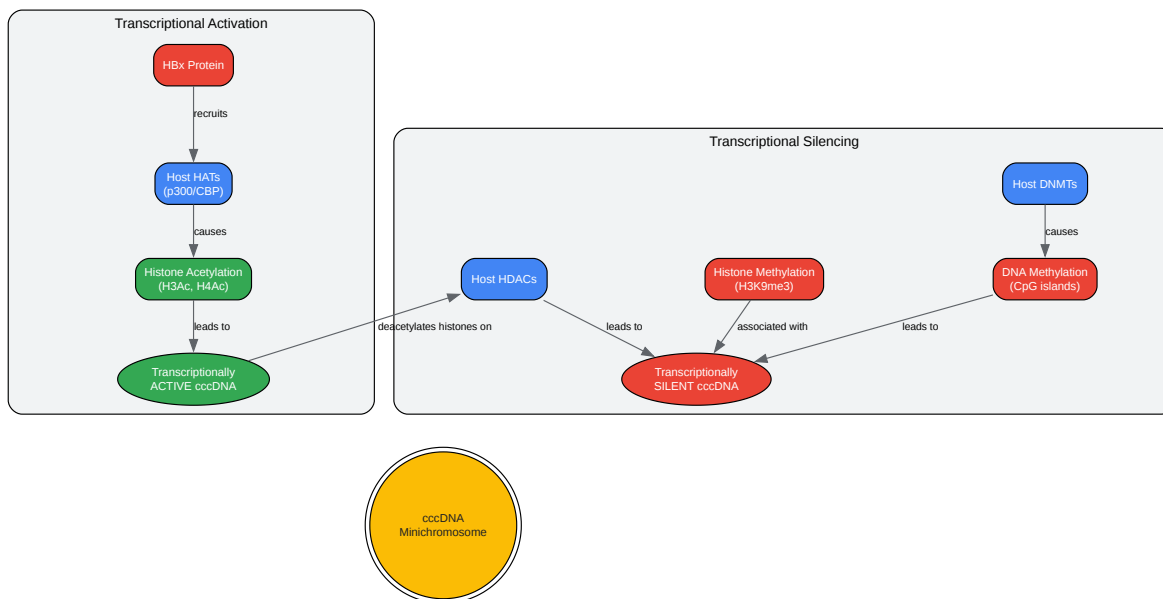 Transcriptional Activation
HBx Protein
recruits
Host HATs
(p300/CBP)
causes
Histone Acetylation
(H3Ac, H4Ac)
leads to
Transcriptionally
ACTIVE cccDNA
deacetylates histones on
Transcriptional Silencing
Host DNMTs
causes
Host HDACs
Histone Methylation
(H3K9me3)
DNA Methylation
(CpG islands)
leads to
associated with
leads to
Transcriptionally
SILENT cccDNA
cccDNA
Minichromosome